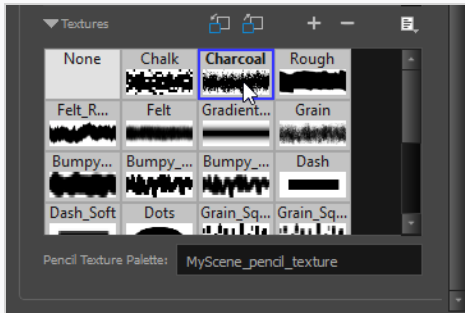 Textures
None Chalk Charcoal Rough
Felt_R... Felt Gradient... Grain
Bumpy... Bumpy_... Bumpy_... Dash
Dash_Soft Dots Grain_Sq... Grain_Sq...
Pencil Texture Palette: MyScene_pencil_texture